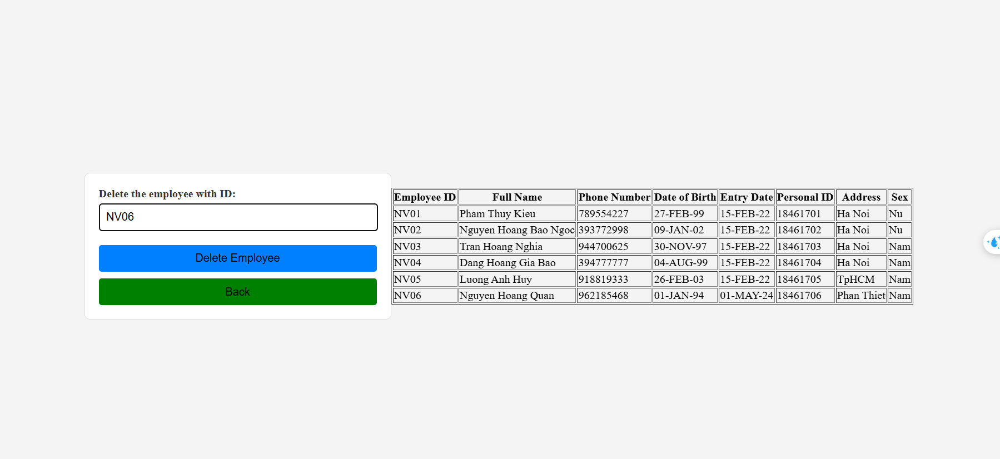 Delete the employee with ID:
NV06
Delete Employee
Back
Employee ID Full Name Phone Number Date of Birth Entry Date Personal ID Address Sex
NV01 Pham Thuy Kieu 789554227 27-FEB-99 15-FEB-22 18461701 Ha Noi Nu
NV02 Nguyen Hoang Bao Ngoc 393772998 09-JAN-02 15-FEB-22 18461702 Ha Noi Nu
NV03 Tran Hoang Nghia 944700625 30-NOV-97 15-FEB-22 18461703 Ha Noi Nam
NV04 Dang Hoang Gia Bao 394777777 04-AUG-99 15-FEB-22 18461704 Ha Noi Nam
NV05 Luong Anh Huy 918819333 26-FEB-03 15-FEB-22 18461705 TpHCM Nam
NV06 Nguyen Hoang Quan 962185468 01-JAN-94 01-MAY-24 18461706 Phan Thiet Nam